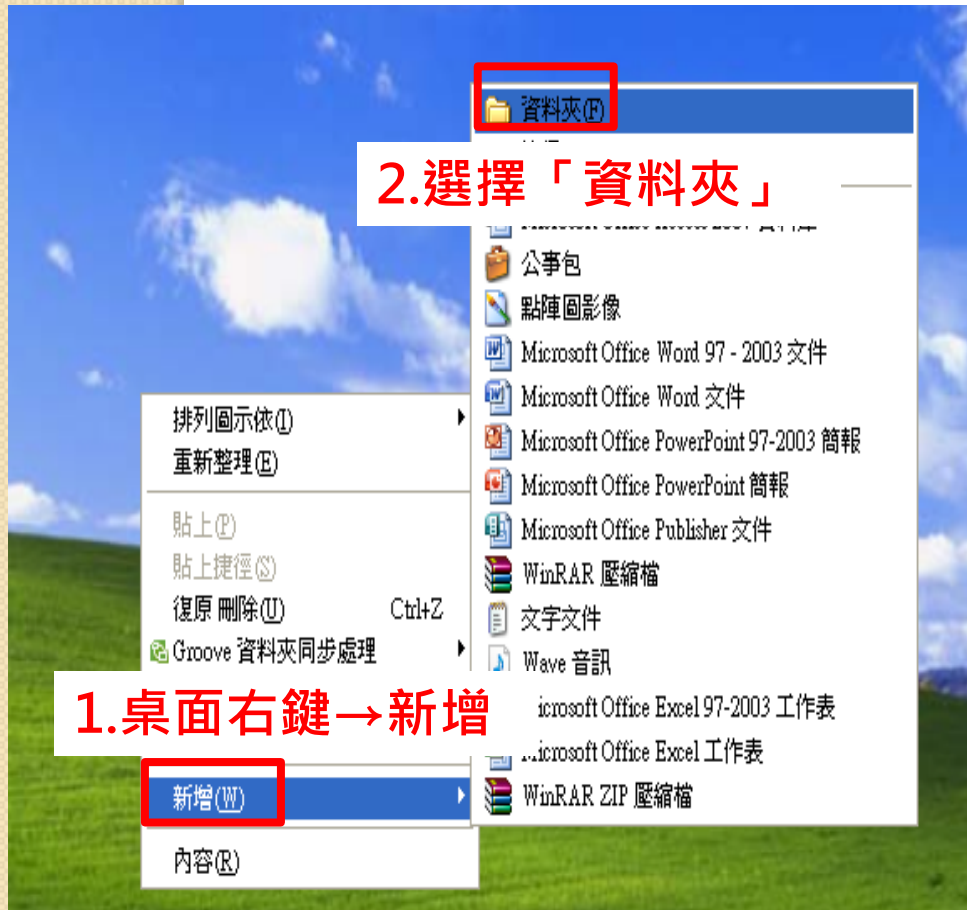 資料夾(F)
2.選擇「資料夾」
公事包
點陣圖影像
Microsoft Office Word 97 - 2003 文件
Microsoft Office Word 文件
Microsoft Office PowerPoint 97-2003 簡報
Microsoft Office PowerPoint 簡報
Microsoft Office Publisher 文件
WinRAR 壓縮檔
文字文件
Wave 音訊
icrosoft Office Excel 97-2003 工作表
Microsoft Office Excel 工作表
WinRAR ZIP 壓縮檔
排列圖示依(I)
重新整理(E)
貼上(P)
貼上捷徑(S)
復原 刪除(U) Ctrl+Z
Groove 資料夾同步處理
1.桌面右鍵→新增
新增(W)
內容(R)